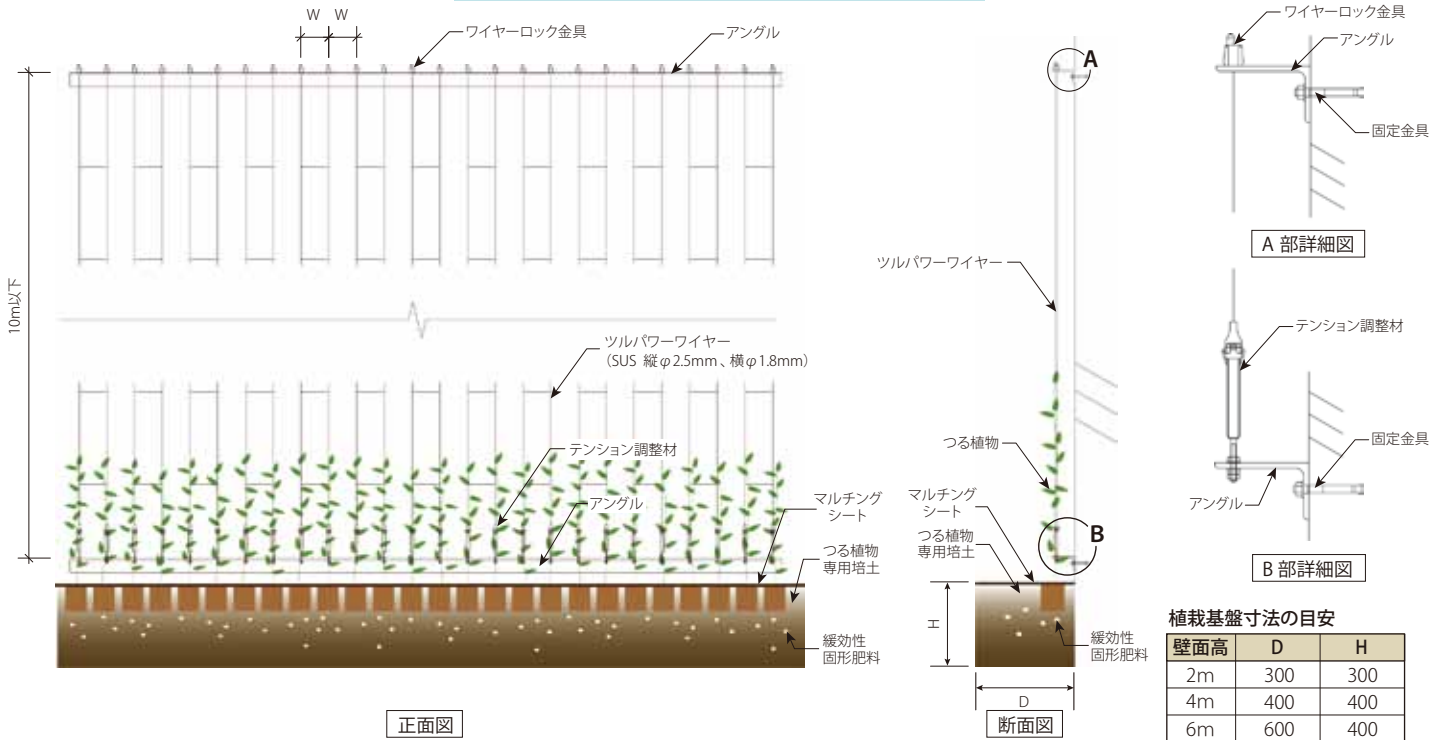 W W
ワイヤーロック金具
アングル
10m以下
ツルパワーワイヤー
（SUS 縦φ2.5mm、横φ1.8mm）
テンション調整材
アングル
マルチング
シート
つる植物
専用培土
緩効性
固形肥料
正面図
A
ツルパワーワイヤー
つる植物
マルチング
シート
つる植物
専用培土
B
H
緩効性
固形肥料
D
断面図
ワイヤーロック金具
アングル
固定金具
A 部詳細図
テンション調整材
固定金具
アングル
B 部詳細図
植栽基盤寸法の目安
壁面高 D H
2m 300 300
4m 400 400
6m 600 400